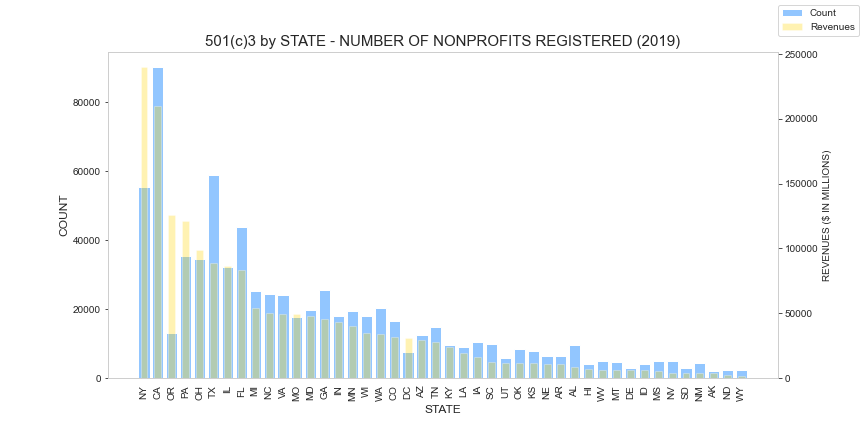 Count
Revenues
501(c)3 by STATE - NUMBER OF NONPROFITS REGISTERED (2019)
80000
60000
40000
20000
0
COUNT
250000
200000
150000
100000
50000
0
REVENUES ($ IN MILLIONS)
NY CA OR PA OH TX IL FL MI NC VA MO MD GA IN MN WI WA CO DC AZ TN KY LA IA SC UT OK KS NE AR AL HI WV MT DE ID MS NV SD NM AK ND WY
STATE